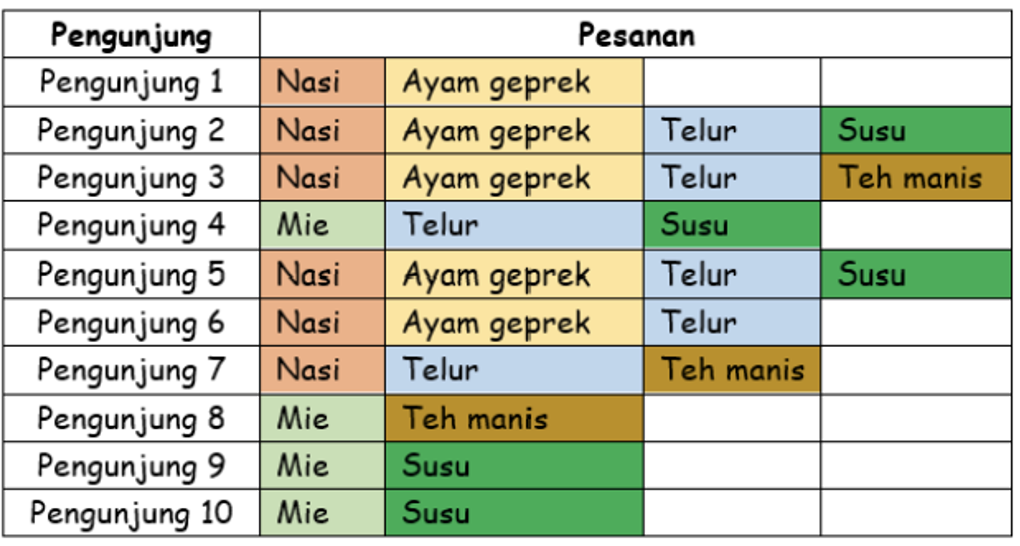 Pengunjung Pesanan
Pengunjung 1 Nasi Ayam geprek
Pengunjung 2 Nasi Ayam geprek Telur Susu
Pengunjung 3 Nasi Ayam geprek Telur Teh manis
Pengunjung 4 Mie Telur Susu
Pengunjung 5 Nasi Ayam geprek Telur Susu
Pengunjung 6 Nasi Ayam geprek Telur
Pengunjung 7 Nasi Telur Teh manis
Pengunjung 8 Mie Teh manis
Pengunjung 9 Mie Susu
Pengunjung 10 Mie Susu